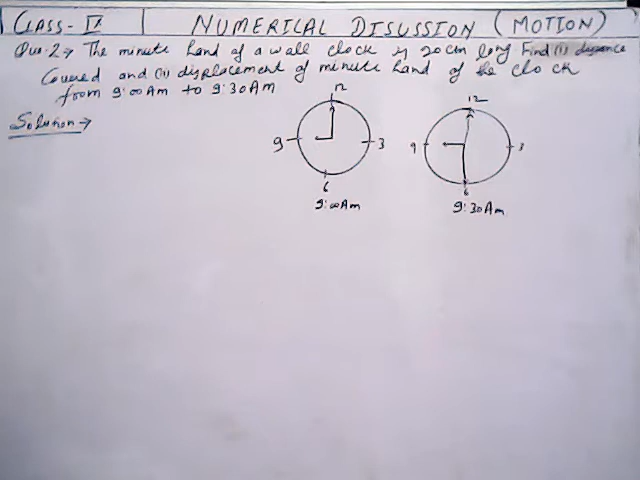 CLASS- IX NUMERICAL DISUSSION (MOTION)
Que. 2 → The minute hand of a wall clock is 20 cm long Find (i) distance
Covered and (ii) displacement of minute hand of the clock
from 9:00 Am to 9:30 Am
Solution →
12
9 3
6
9:00 Am
12
9 3
6
9:30 Am